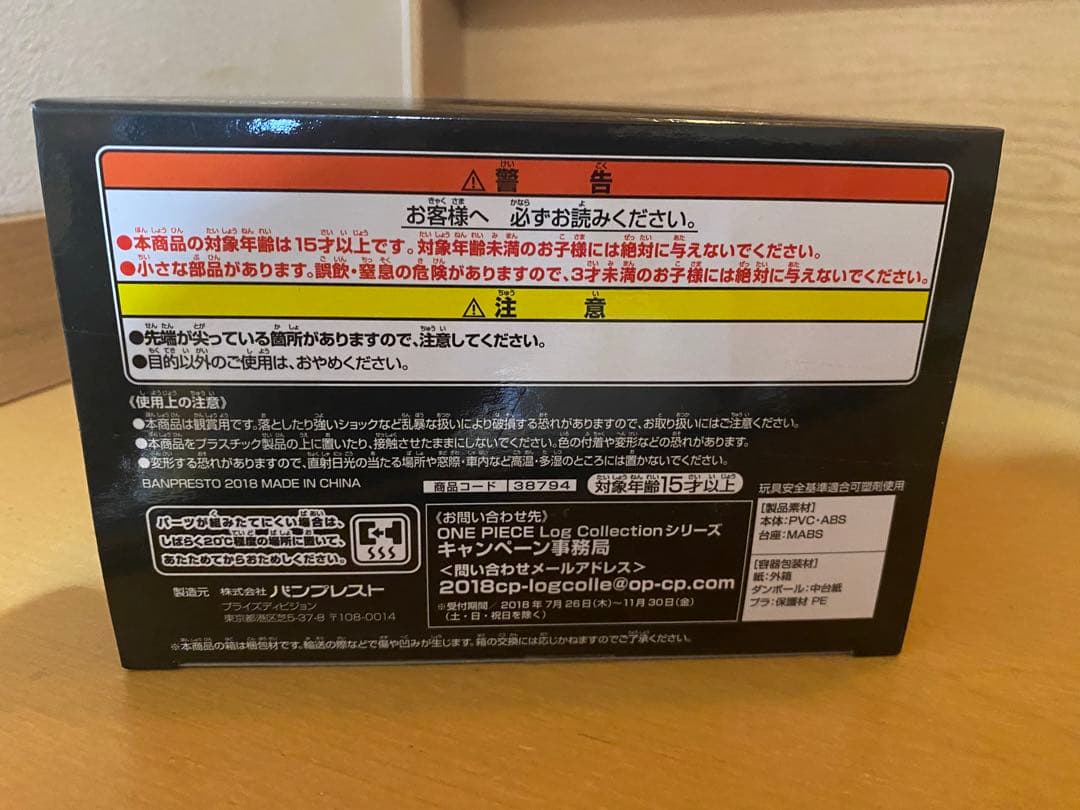 ⚠警告
お客様へ 必ずお読みください。
●本商品の対象年齢は15才以上です。対象年齢未満のお子様には絶対に与えないでください。
●小さな部品があります。誤飲・窒息の危険がありますので、3才未満のお子様には絶対に与えないでください。
⚠注意
●先端が尖っている箇所がありますので、注意してください。
●目的以外のご使用は、おやめください。
《使用上の注意》
●本商品は観賞用です。落としたり強いショックなど乱暴な扱いにより破損する恐れがありますので、お取り扱いにはご注意ください。
●本商品をプラスチック製品の上に置いたり、接触させたままにしないでください。色の付着や変形などの恐れがあります。
●変形する恐れがありますので、直射日光の当たる場所や窓際・車内など高温・多湿のところには置かないでください。
BANPRESTO 2018 MADE IN CHINA
商品コード 38794
対象年齢15才以上
玩具安全基準適合可塑剤使用
パーツが組みたてにくい場合は、
しばらく20℃程度の場所に置いて、
あたためてからおためしください。
製造元 株式会社 バンプレスト
プライズディビジョン
東京都港区芝5-37-8 〒108-0014
《お問い合わせ先》
ONE PIECE Log Collectionシリーズ
キャンペーン事務局
<問い合わせメールアドレス>
2018cp-logcolle@op-cp.com
※受付期間/2018年7月26日(木)~11月30日(金)
(土・日・祝日を除く)
[製品素材]
本体:PVC・ABS
台座:MABS
[容器包装材]
紙:外箱
ダンボール:中台紙
プラ:保護材 PE
※本商品の箱は梱包材です。輸送の際などで傷や凹みが生じます。箱の交換には応じかねますのでご了承ください。